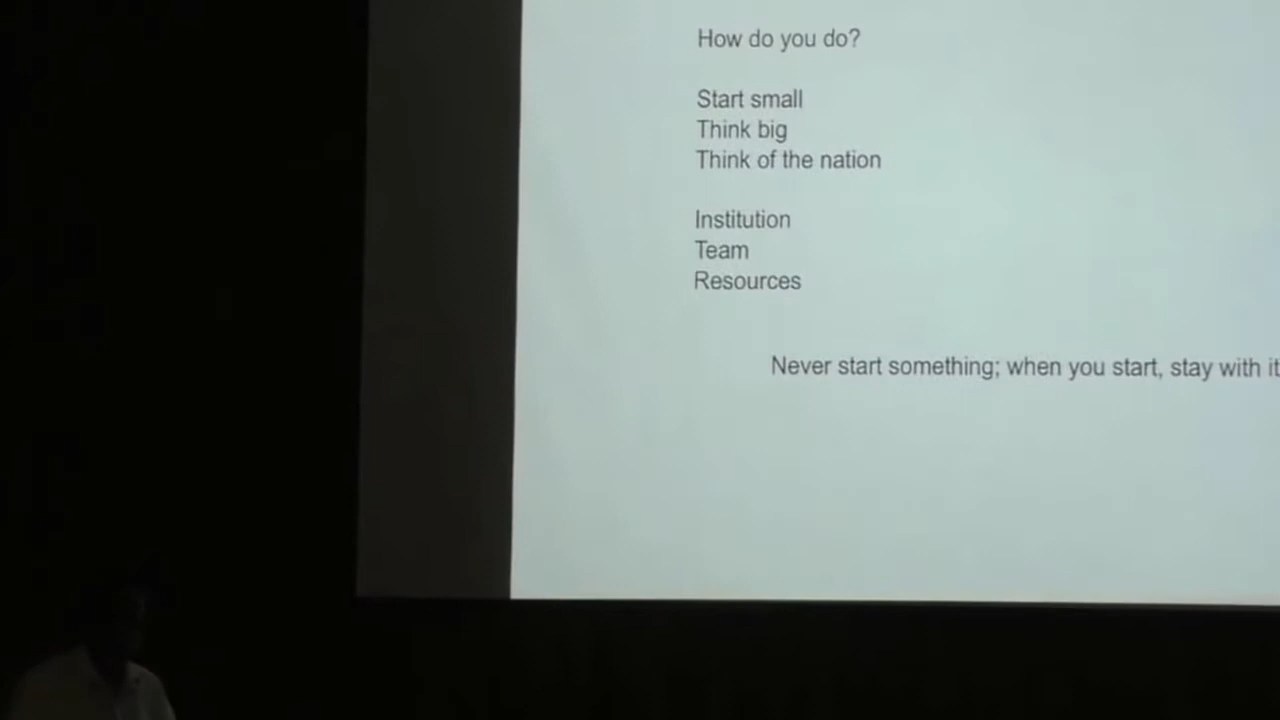 How do you do?
Start small
Think big
Think of the nation
Institution
Team
Resources
Never start something; when you start, stay with it